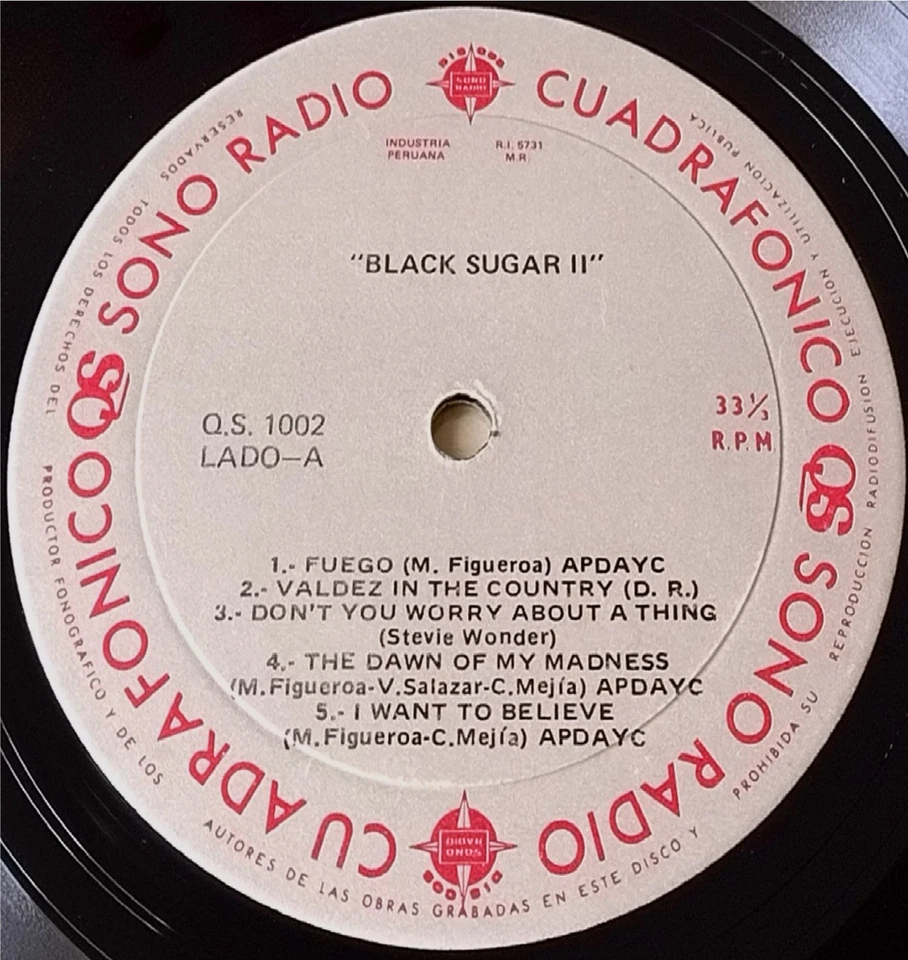 DISCOS
SONO
RADIO
SONO RADIO CUADRAFONICO QS SONO RADIO CUADRAFONICO QS
INDUSTRIA
PERUANA
R.I. 5731
M.R.
"BLACK SUGAR II"
Q.S. 1002
LADO—A
33⅓
R.P.M
1.- FUEGO (M. Figueroa) APDAYC
2.- VALDEZ IN THE COUNTRY (D. R.)
3.- DON'T YOU WORRY ABOUT A THING
(Stevie Wonder)
4.- THE DAWN OF MY MADNESS
(M.Figueroa-V.Salazar-C.Mejía) APDAYC
5.- I WANT TO BELIEVE
(M.Figueroa-C.Mejía) APDAYC
DISCOS
SONO
RADIO
TODOS LOS DERECHOS DEL PRODUCTOR FONOGRAFICO Y DE LOS AUTORES DE LAS OBRAS GRABADAS EN ESTE DISCO Y RESERVADOS PROHIBIDA SU REPRODUCCION RADIODIFUSION EJECUCION Y UTILIZACION PUBLICA